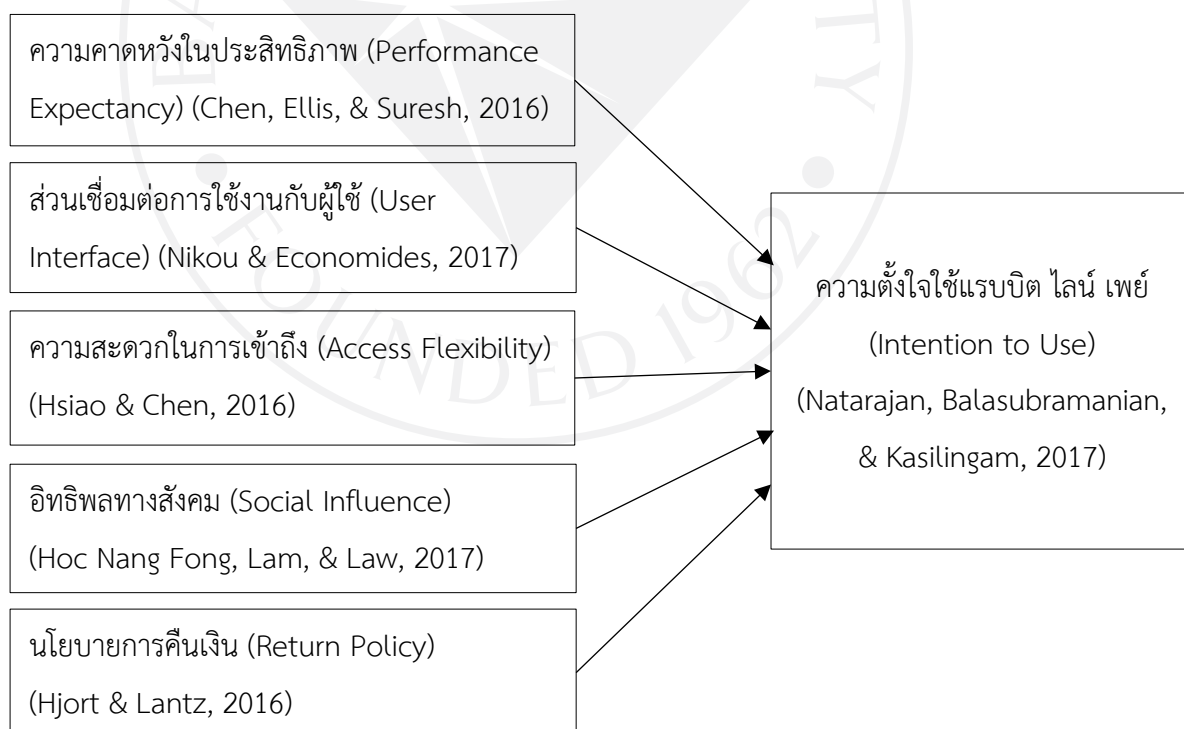 ความคาดหวังในประสิทธิภาพ (Performance
Expectancy) (Chen, Ellis, & Suresh, 2016)
ส่วนเชื่อมต่อการใช้งานกับผู้ใช้ (User
Interface) (Nikou & Economides, 2017)
ความสะดวกในการเข้าถึง (Access Flexibility)
(Hsiao & Chen, 2016)
อิทธิพลทางสังคม (Social Influence)
(Hoc Nang Fong, Lam, & Law, 2017)
นโยบายการคืนเงิน (Return Policy)
(Hjort & Lantz, 2016)
ความตั้งใจใช้แรบบิต ไลน์ เพย์
(Intention to Use)
(Natarajan, Balasubramanian,
& Kasilingam, 2017)
FOUNDED 1962